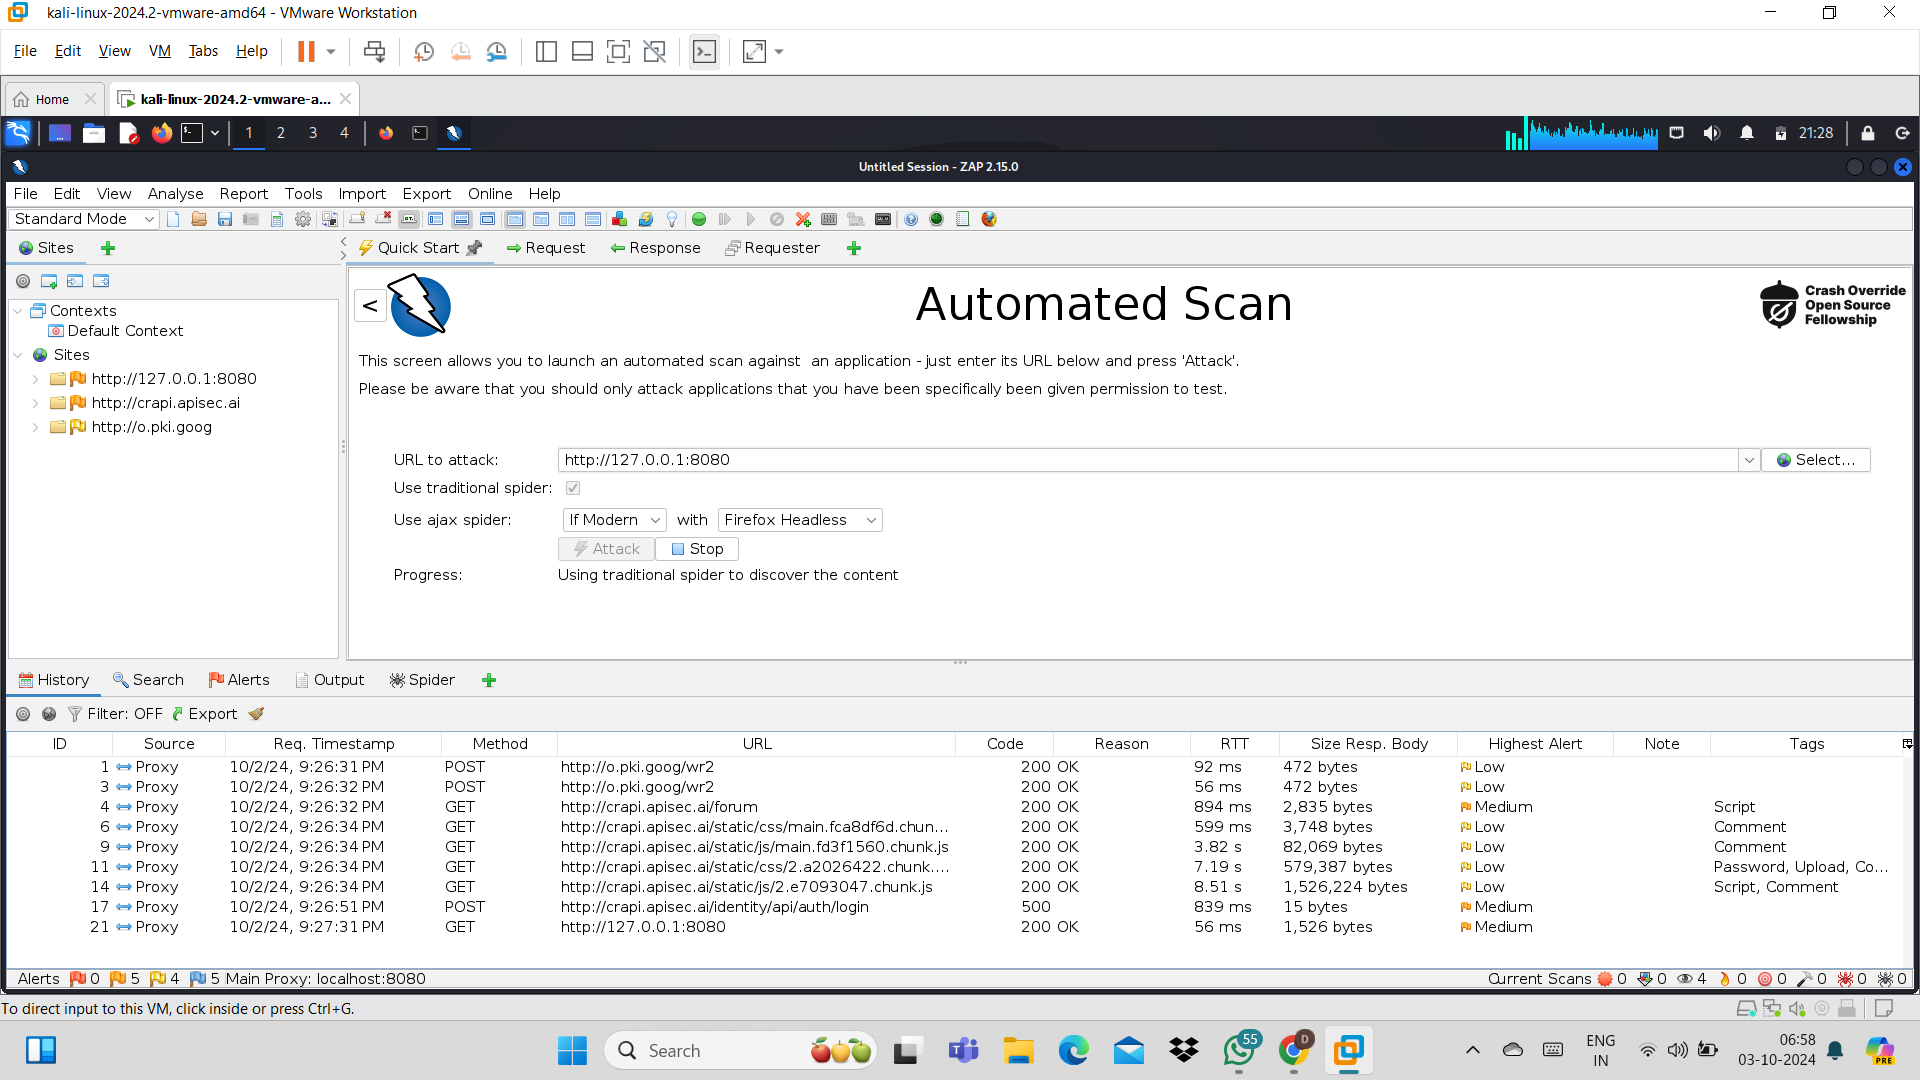 kali-linux-2024.2-vmware-amd64 - VMware Workstation
File Edit View VM Tabs Help
Home kali-linux-2024.2-vmware-a...
1 2 3 4 21:28
Untitled Session - ZAP 2.15.0
File Edit View Analyse Report Tools Import Export Online Help
Standard Mode
Sites Quick Start Request Response Requester
Contexts
Default Context
Sites
http://127.0.0.1:8080
http://crapi.apisec.ai
http://o.pki.goog
<
Automated Scan
Crash Override
Open Source
Fellowship
This screen allows you to launch an automated scan against an application - just enter its URL below and press 'Attack'.
Please be aware that you should only attack applications that you have been specifically been given permission to test.
URL to attack: http://127.0.0.1:8080 Select...
Use traditional spider:
Use ajax spider: If Modern with Firefox Headless
Attack Stop
Progress: Using traditional spider to discover the content
History Search Alerts Output Spider
Filter: OFF Export
ID Source Req. Timestamp Method URL Code Reason RTT Size Resp. Body Highest Alert Note Tags
1 Proxy 10/2/24, 9:26:31 PM POST http://o.pki.goog/wr2 200 OK 92 ms 472 bytes Low
3 Proxy 10/2/24, 9:26:32 PM POST http://o.pki.goog/wr2 200 OK 56 ms 472 bytes Low
4 Proxy 10/2/24, 9:26:32 PM GET http://crapi.apisec.ai/forum 200 OK 894 ms 2,835 bytes Medium Script
6 Proxy 10/2/24, 9:26:34 PM GET http://crapi.apisec.ai/static/css/main.fca8df6d.chun... 200 OK 599 ms 3,748 bytes Low Comment
9 Proxy 10/2/24, 9:26:34 PM GET http://crapi.apisec.ai/static/js/main.fd3f1560.chunk.js 200 OK 3.82 s 82,069 bytes Low Comment
11 Proxy 10/2/24, 9:26:34 PM GET http://crapi.apisec.ai/static/css/2.a2026422.chunk.... 200 OK 7.19 s 579,387 bytes Low Password, Upload, Co...
14 Proxy 10/2/24, 9:26:34 PM GET http://crapi.apisec.ai/static/js/2.e7093047.chunk.js 200 OK 8.51 s 1,526,224 bytes Low Script, Comment
17 Proxy 10/2/24, 9:26:51 PM POST http://crapi.apisec.ai/identity/api/auth/login 500 839 ms 15 bytes Medium
21 Proxy 10/2/24, 9:27:31 PM GET http://127.0.0.1:8080 200 OK 56 ms 1,526 bytes Medium
Alerts 0 5 4 5 Main Proxy: localhost:8080 Current Scans 0 0 4 0 0 0 0 0
To direct input to this VM, click inside or press Ctrl+G.
Search 55 D ENG 06:58
IN 03-10-2024 PRE